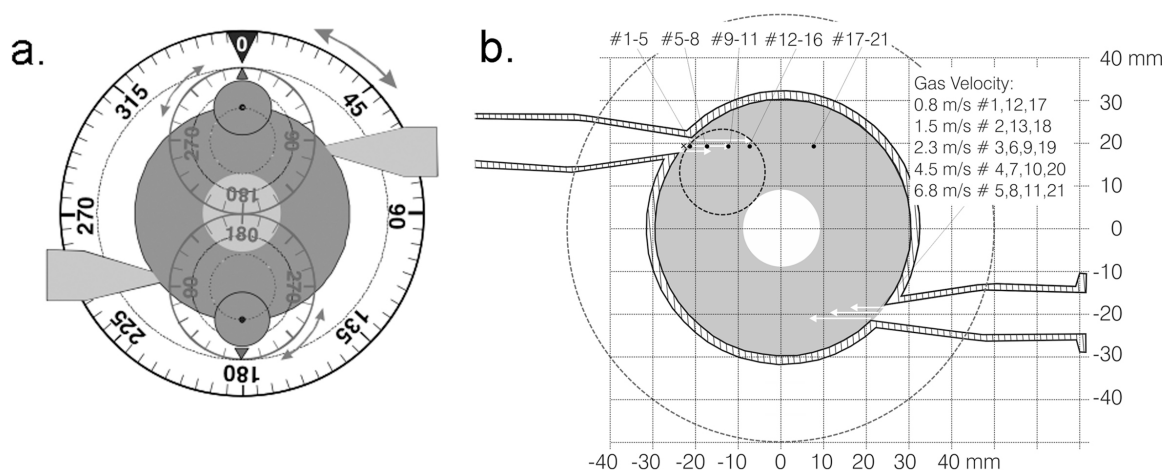 a.
0
45
90
135
180
225
270
315
270
90
180
180
90
270
b.
#1-5 #5-8 #9-11 #12-16 #17-21
Gas Velocity:
0.8 m/s #1,12,17
1.5 m/s # 2,13,18
2.3 m/s # 3,6,9,19
4.5 m/s # 4,7,10,20
6.8 m/s # 5,8,11,21
40 mm
30
20
10
0
-10
-20
-30
-40
-40 -30 -20 -10 0 10 20 30 40 mm